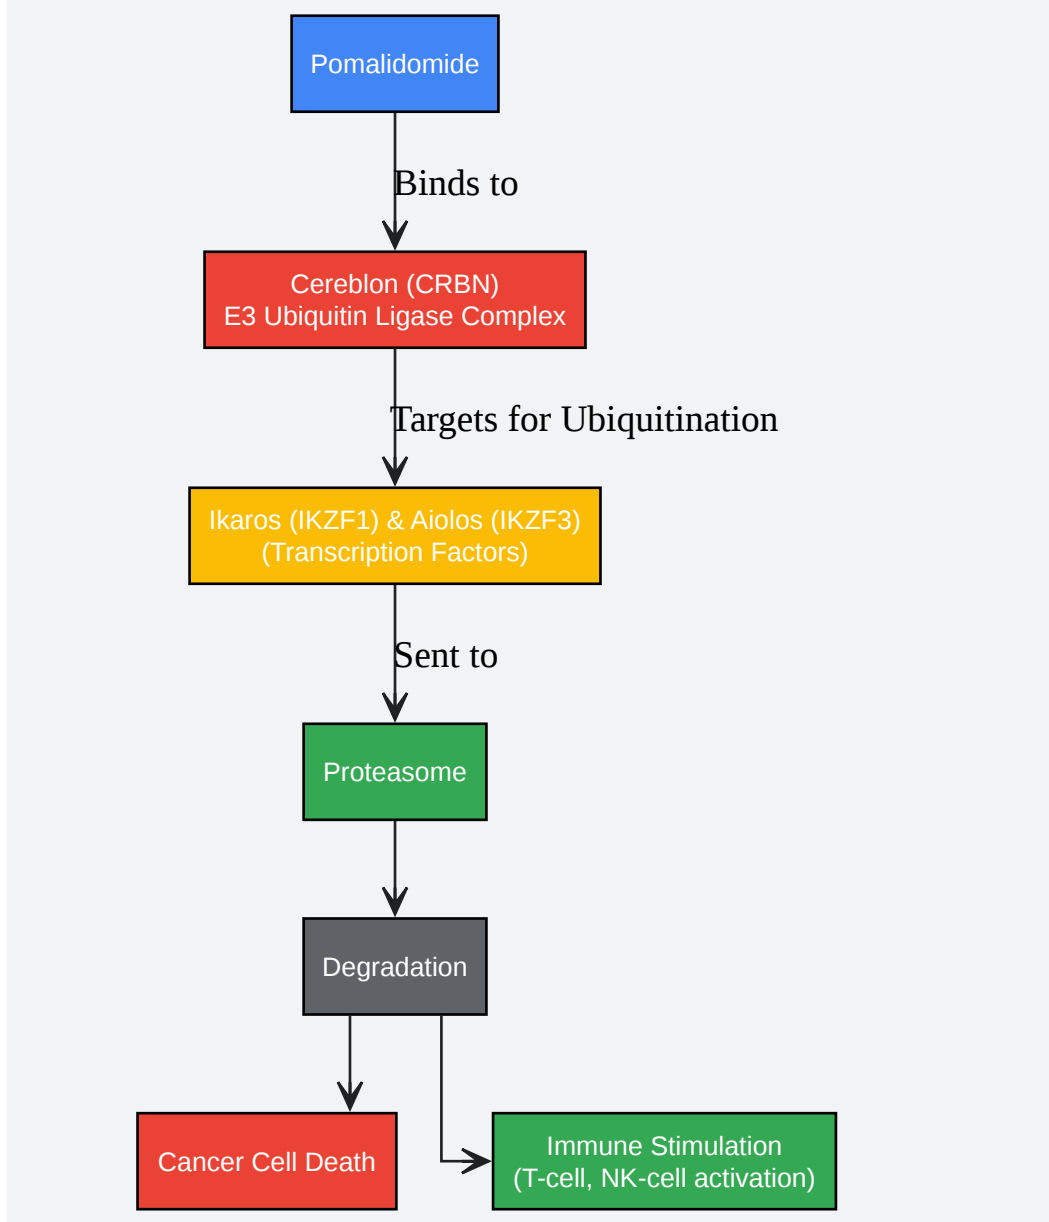 Pomalidomide
Binds to
Cereblon (CRBN)
E3 Ubiquitin Ligase Complex
Targets for Ubiquitination
Ikaros (IKZF1) & Aiolos (IKZF3)
(Transcription Factors)
Sent to
Proteasome
Degradation
Cancer Cell Death
Immune Stimulation
(T-cell, NK-cell activation)